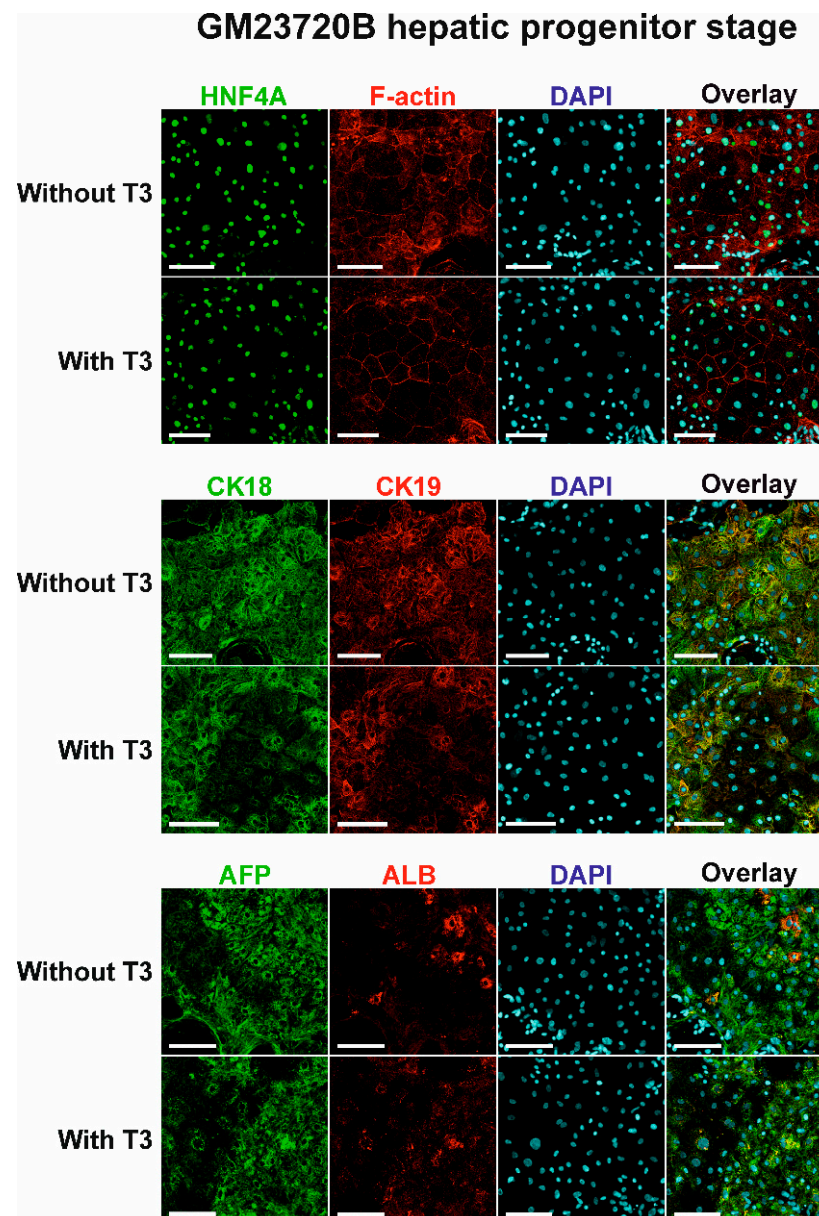 GM23720B hepatic progenitor stage
HNF4A F-actin DAPI Overlay
Without T3
With T3
CK18 CK19 DAPI Overlay
Without T3
With T3
AFP ALB DAPI Overlay
Without T3
With T3